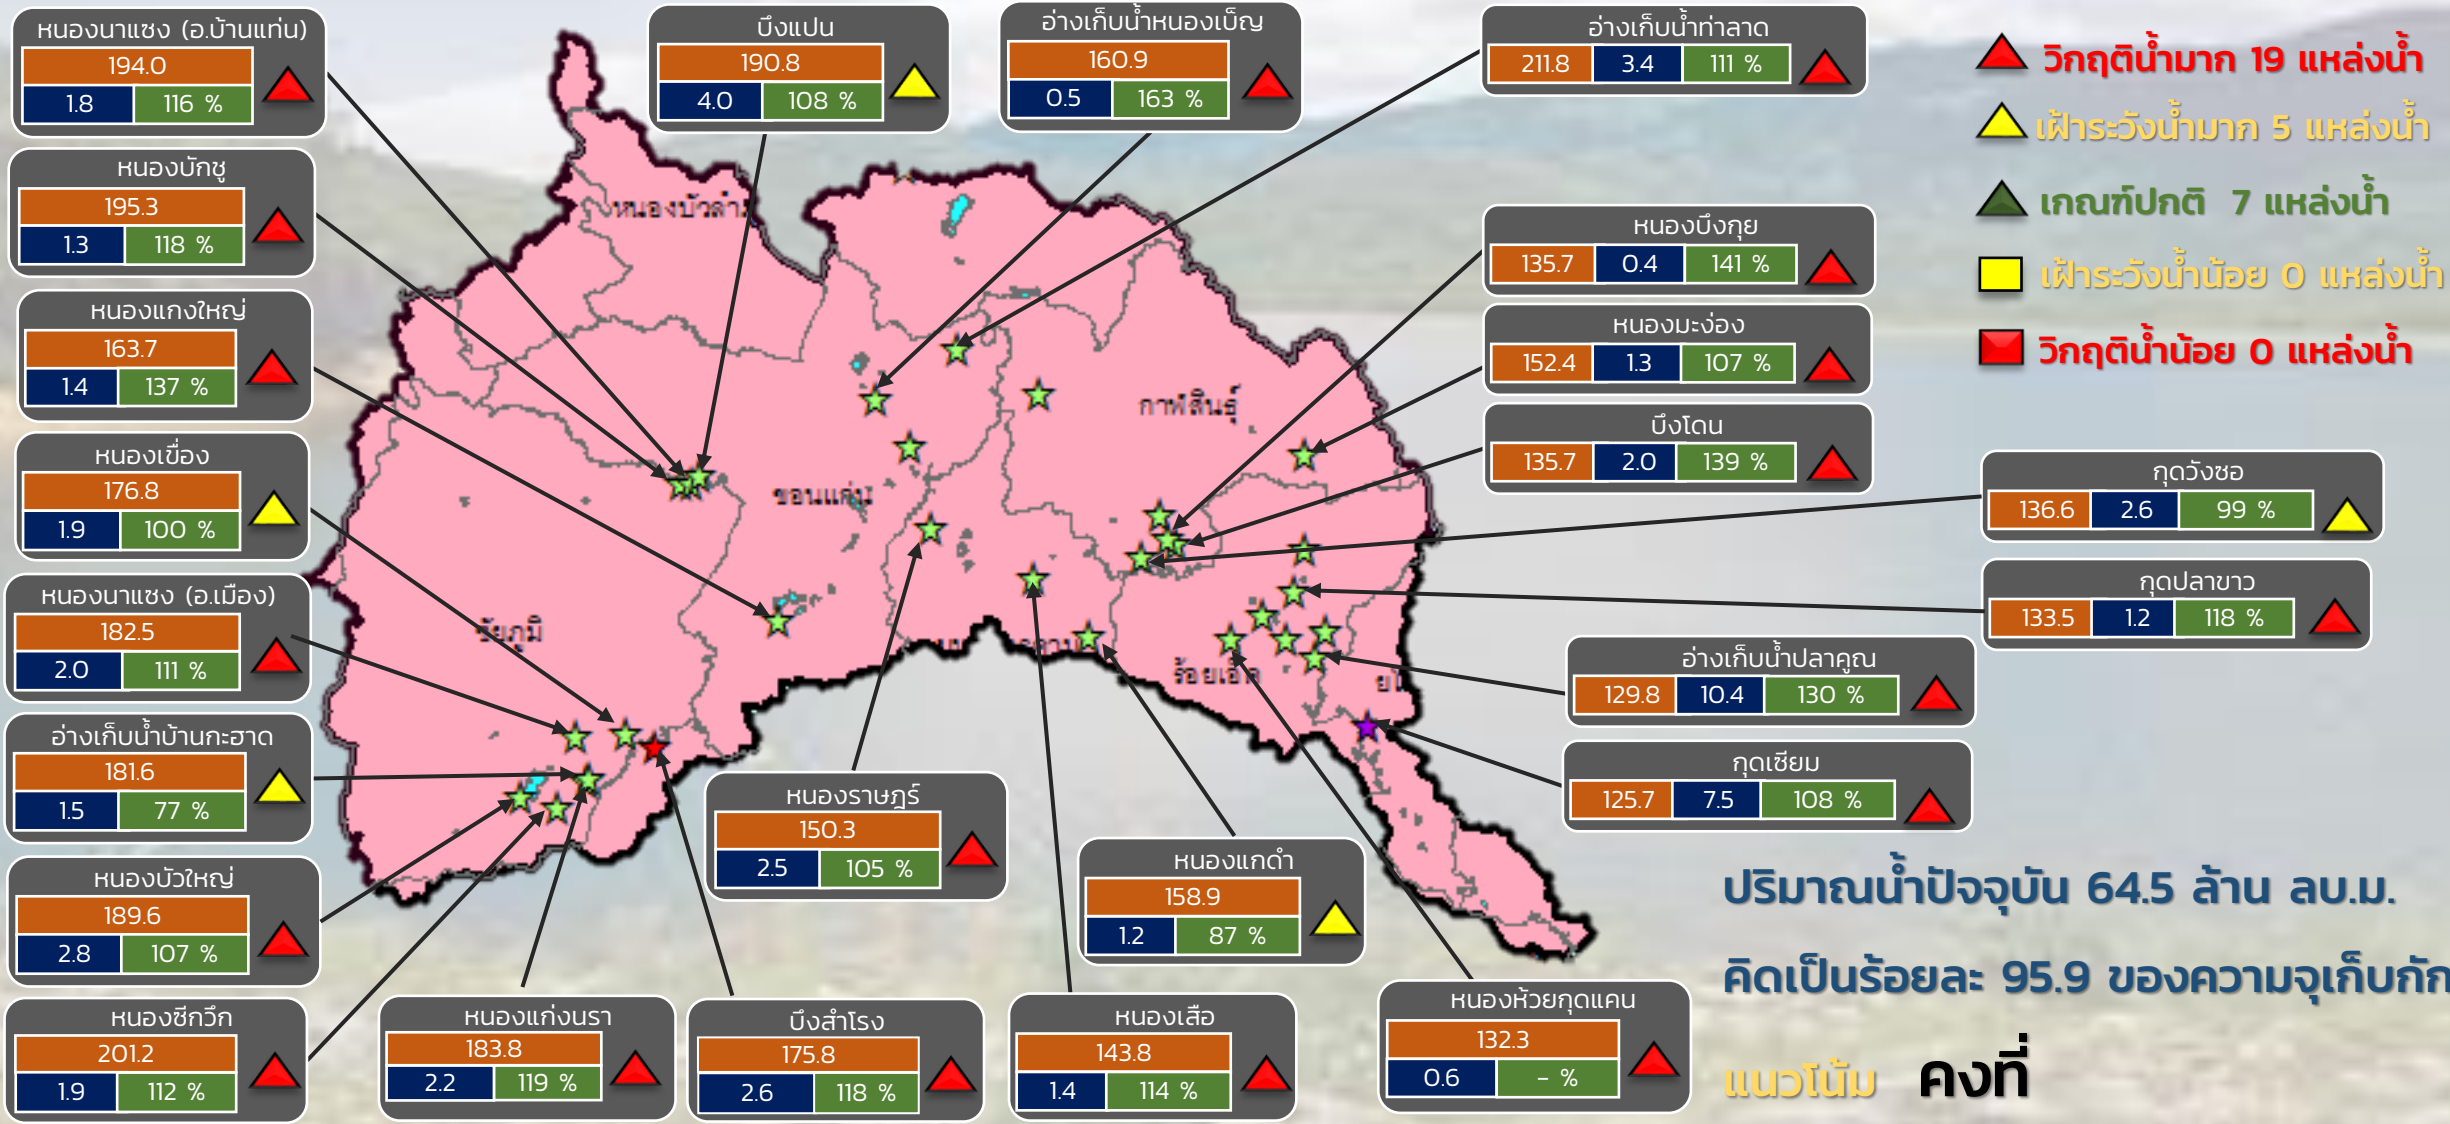 หนองนาแซง (อ.บ้านแท่น)
194.0
1.8 116 %
หนองบักชู
195.3
1.3 118 %
หนองแกงใหญ่
163.7
1.4 137 %
หนองเขื่อง
176.8
1.9 100 %
หนองนาแซง (อ.เมือง)
182.5
2.0 111 %
อ่างเก็บน้ำบ้านกะฮาด
181.6
1.5 77 %
หนองบัวใหญ่
189.6
2.8 107 %
หนองซีกวึก
201.2
1.9 112 %
บึงแปน
190.8
4.0 108 %
อ่างเก็บน้ำหนองเบ็ญ
160.9
0.5 163 %
อ่างเก็บน้ำท่าลาด
211.8 3.4 111 %
หนองบึงกุย
135.7 0.4 141 %
หนองมะง่อง
152.4 1.3 107 %
บึงโดน
135.7 2.0 139 %
กุดวังซอ
136.6 2.6 99 %
กุดปลาขาว
133.5 1.2 118 %
อ่างเก็บน้ำปลาคูณ
129.8 10.4 130 %
กุดเซียม
125.7 7.5 108 %
หนองราษฎร์
150.3
2.5 105 %
หนองแกดำ
158.9
1.2 87 %
หนองแก่งนรา
183.8
2.2 119 %
บึงสำโรง
175.8
2.6 118 %
หนองเสือ
143.8
1.4 114 %
หนองห้วยกุดแคน
132.3
0.6 - %
กาฬสินธุ์
ขอนแก่น
ชัยภูมิ
ร้อยเอ็ด
วิกฤติน้ำมาก 19 แหล่งน้ำ
เฝ้าระวังน้ำมาก 5 แหล่งน้ำ
เกณฑ์ปกติ 7 แหล่งน้ำ
เฝ้าระวังน้ำน้อย 0 แหล่งน้ำ
วิกฤติน้ำน้อย 0 แหล่งน้ำ
ปริมาณน้ำปัจจุบัน 64.5 ล้าน ลบ.ม.
คิดเป็นร้อยละ 95.9 ของความจุเก็บกัก
แนวโน้ม คงที่